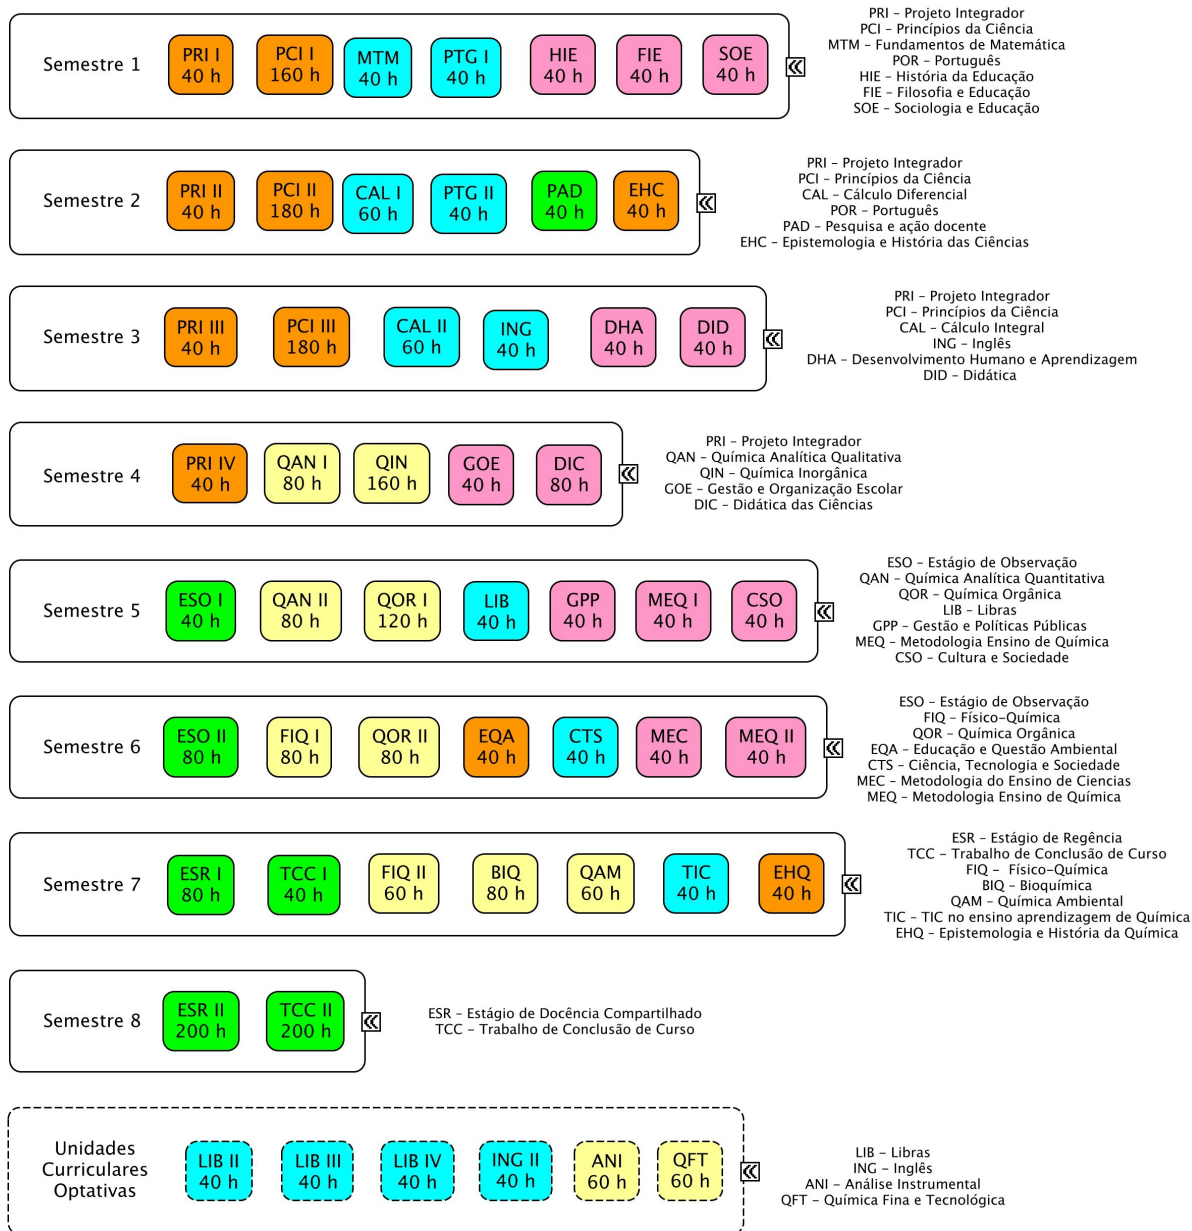 Semestre 1
PRI I
40 h
PCI I
160 h
MTM
40 h
PTG I
40 h
HIE
40 h
FIE
40 h
SOE
40 h
PRI – Projeto Integrador
PCI – Princípios da Ciência
MTM – Fundamentos de Matemática
POR – Português
HIE – História da Educação
FIE – Filosofia e Educação
SOE – Sociologia e Educação
Semestre 2
PRI II
40 h
PCI II
180 h
CAL I
60 h
PTG II
40 h
PAD
40 h
EHC
40 h
PRI – Projeto Integrador
PCI – Princípios da Ciência
CAL – Cálculo Diferencial
POR – Português
PAD – Pesquisa e ação docente
EHC – Epistemologia e História das Ciências
Semestre 3
PRI III
40 h
PCI III
180 h
CAL II
60 h
ING
40 h
DHA
40 h
DID
40 h
PRI – Projeto Integrador
PCI – Princípios da Ciência
CAL – Cálculo Integral
ING – Inglês
DHA – Desenvolvimento Humano e Aprendizagem
DID – Didática
Semestre 4
PRI IV
40 h
QAN I
80 h
QIN
160 h
GOE
40 h
DIC
80 h
PRI – Projeto Integrador
QAN – Química Analítica Qualitativa
QIN – Química Inorgânica
GOE – Gestão e Organização Escolar
DIC – Didática das Ciências
Semestre 5
ESO I
40 h
QAN II
80 h
QOR I
120 h
LIB
40 h
GPP
40 h
MEQ I
40 h
CSO
40 h
ESO – Estágio de Observação
QAN – Química Analítica Quantitativa
QOR – Química Orgânica
LIB – Libras
GPP – Gestão e Políticas Públicas
MEQ – Metodologia Ensino de Química
CSO – Cultura e Sociedade
Semestre 6
ESO II
80 h
FIQ I
80 h
QOR II
80 h
EQA
40 h
CTS
40 h
MEC
40 h
MEQ II
40 h
ESO – Estágio de Observação
FIQ – Físico-Química
QOR – Química Orgânica
EQA – Educação e Questão Ambiental
CTS – Ciência, Tecnologia e Sociedade
MEC – Metodologia do Ensino de Ciencias
MEQ – Metodologia Ensino de Química
Semestre 7
ESR I
80 h
TCC I
40 h
FIQ II
60 h
BIQ
80 h
QAM
60 h
TIC
40 h
EHQ
40 h
ESR – Estágio de Regência
TCC – Trabalho de Conclusão de Curso
FIQ – Físico-Química
BIQ – Bioquímica
QAM – Química Ambiental
TIC – TIC no ensino aprendizagem de Química
EHQ – Epistemologia e História da Química
Semestre 8
ESR II
200 h
TCC II
200 h
ESR – Estágio de Docência Compartilhado
TCC – Trabalho de Conclusão de Curso
Unidades
Curriculares
Optativas
LIB II
40 h
LIB III
40 h
LIB IV
40 h
ING II
40 h
ANI
60 h
QFT
60 h
LIB – Libras
ING – Inglês
ANI – Análise Instrumental
QFT – Química Fina e Tecnológica